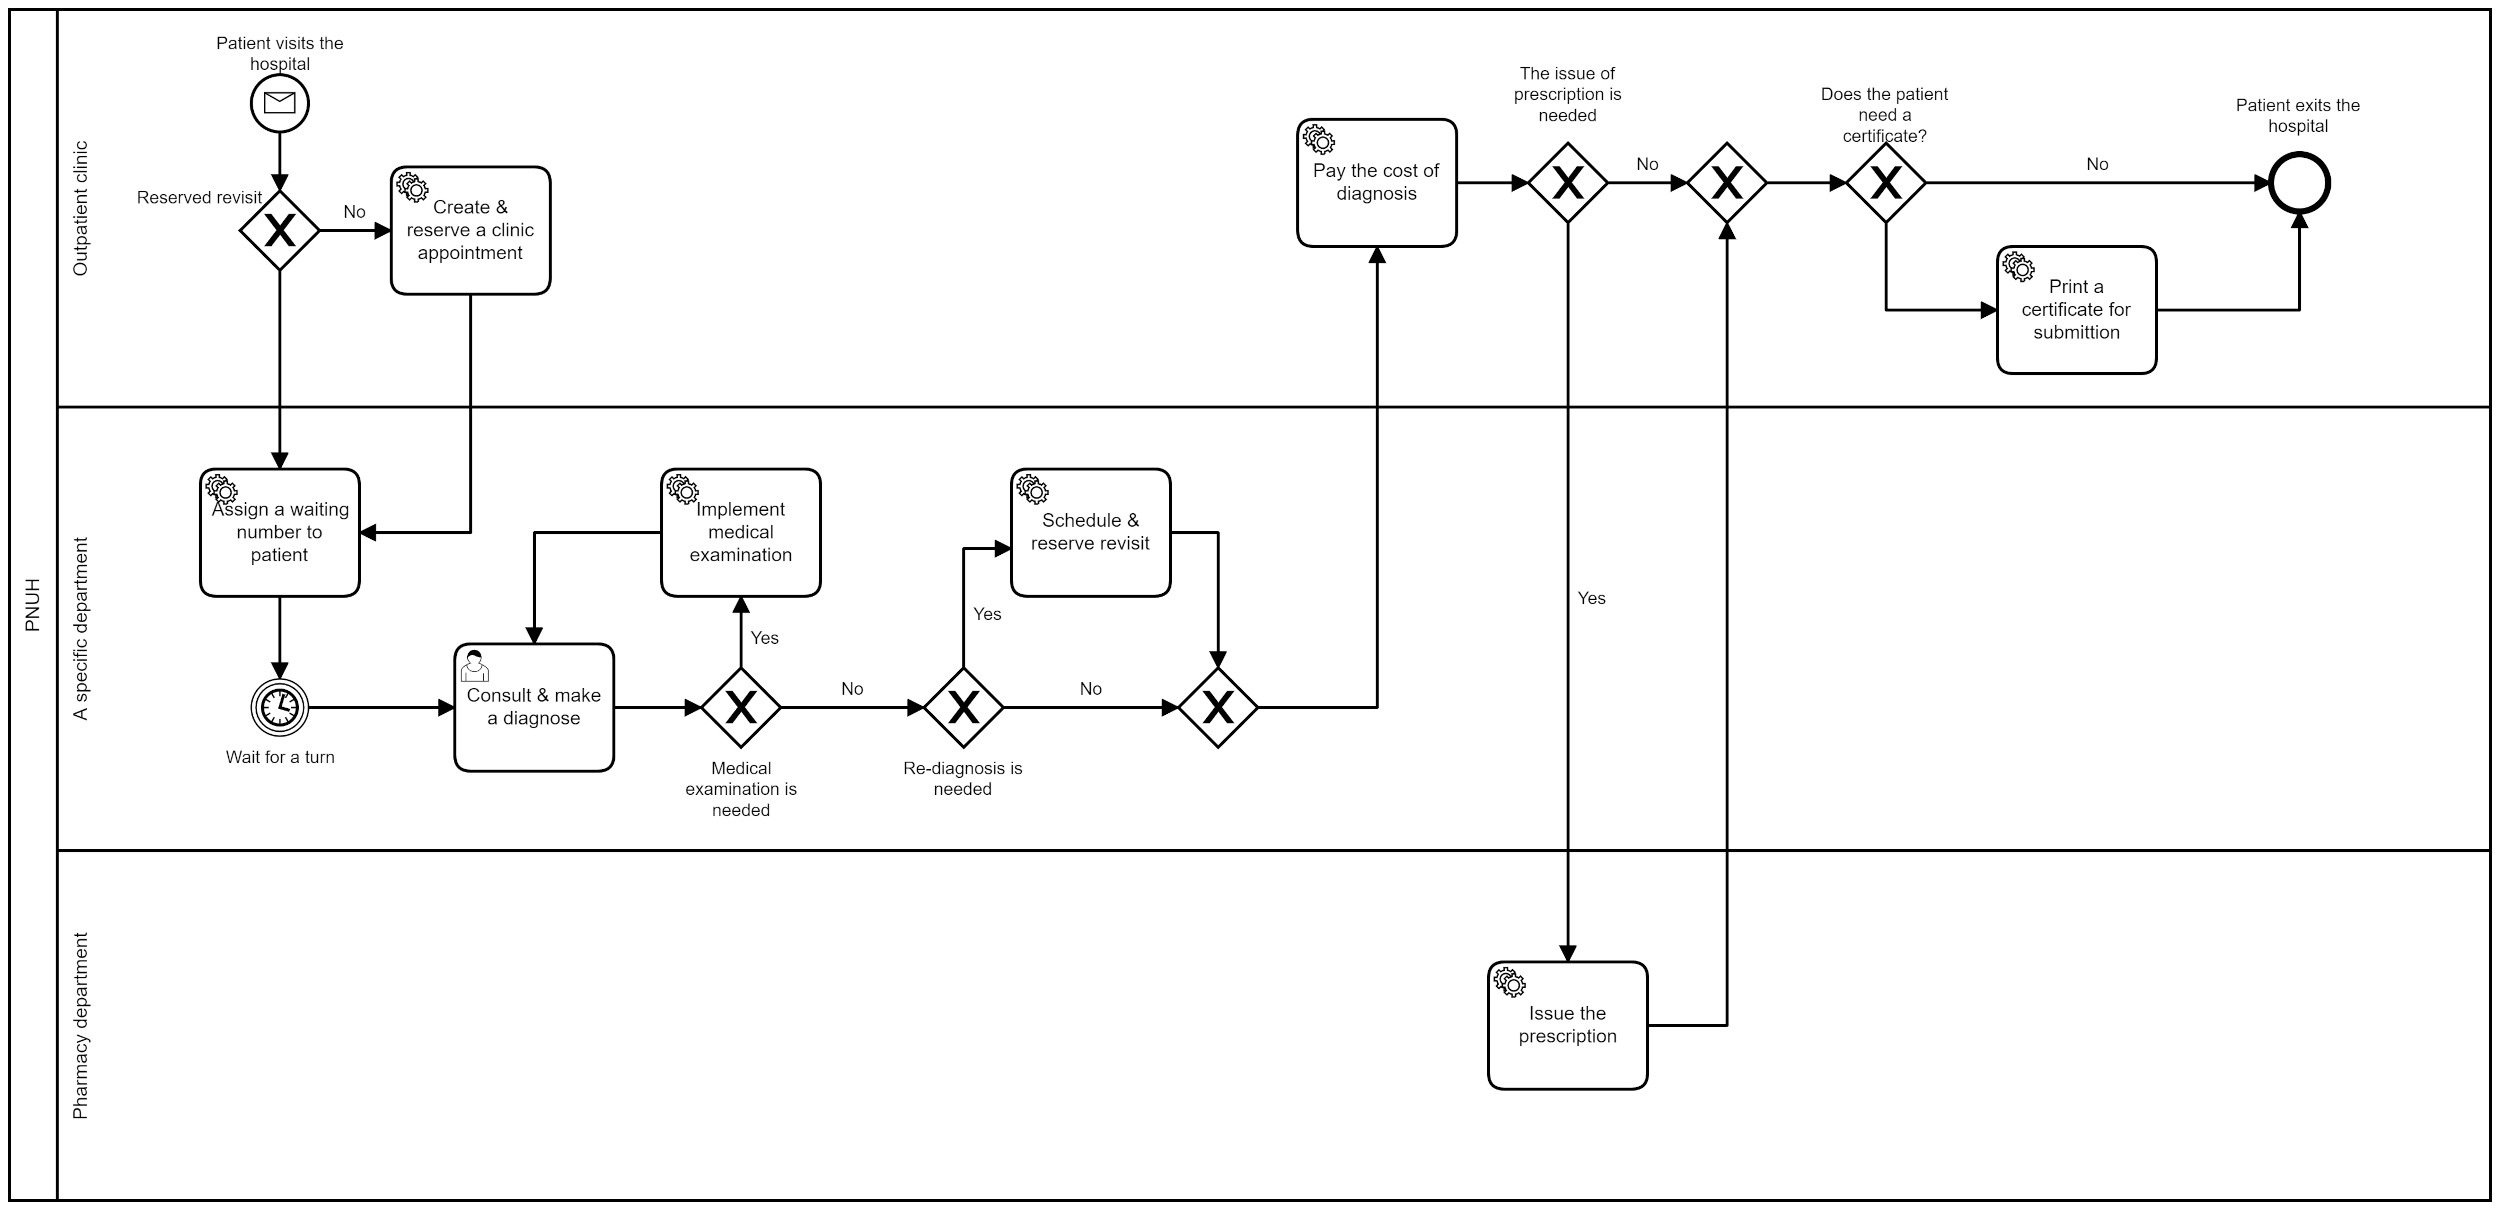 PNUH
Outpatient clinic
Patient visits the
hospital
Reserved revisit
No
Create &
reserve a clinic
appointment
Pay the cost of
diagnosis
The issue of
prescription is
needed
No
Yes
Does the patient
need a
certificate?
No
Print a
certificate for
submittion
Patient exits the
hospital
A specific department
Assign a waiting
number to
patient
Wait for a turn
Consult & make
a diagnose
Implement
medical
examination
Yes
Medical
examination is
needed
No
Re-diagnosis is
needed
Yes
No
Schedule &
reserve revisit
Pharmacy department
Issue the
prescription